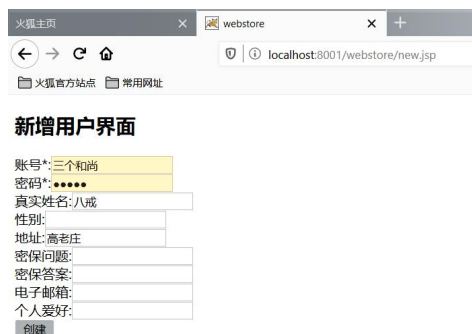 火狐主页
webstore
localhost:8001/webstore/new.jsp
火狐官方站点 常用网址
新增用户界面
账号*:三个和尚
密码*:●●●●●
真实姓名:八戒
性别:
地址:高老庄
密保问题:
密保答案:
电子邮箱:
个人爱好:
创建